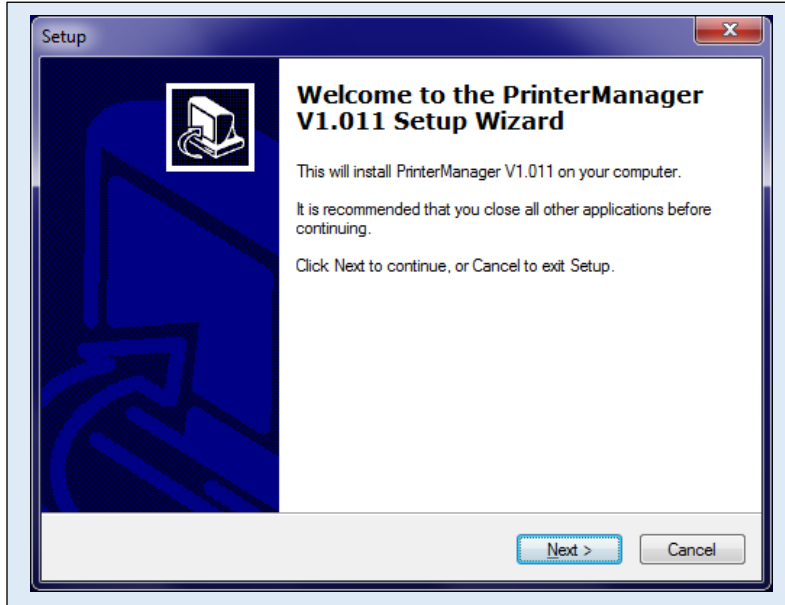 Setup
Welcome to the PrinterManager
V1.011 Setup Wizard
This will install PrinterManager V1.011 on your computer.
It is recommended that you close all other applications before
continuing.
Click Next to continue, or Cancel to exit Setup.
Next >
Cancel